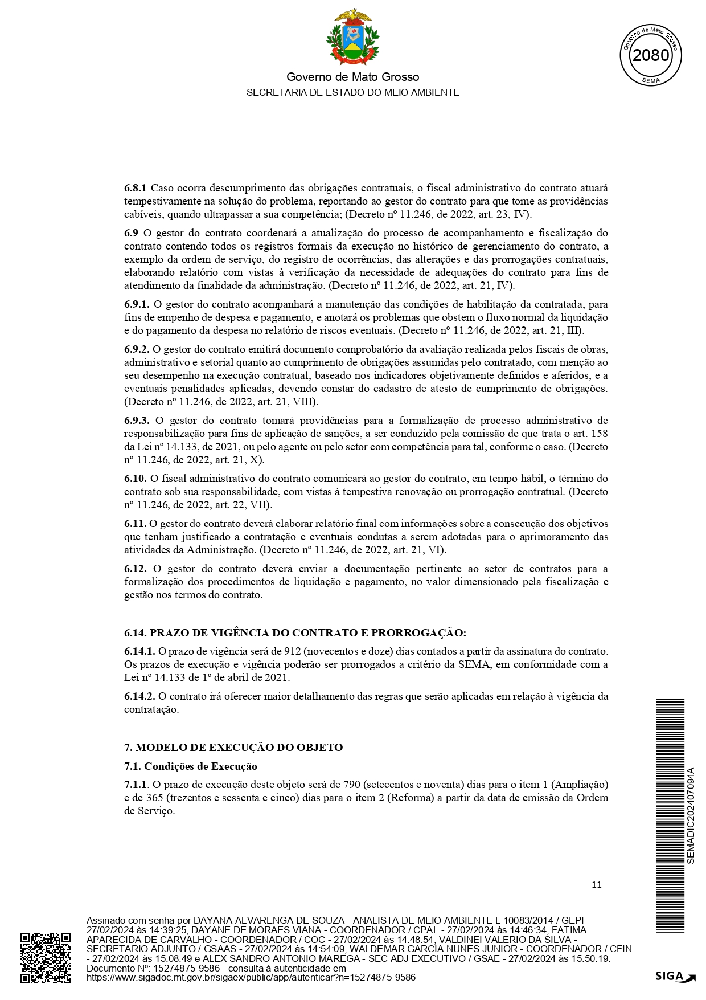 Governo de Mato Grosso
SECRETARIA DE ESTADO DO MEIO AMBIENTE
Governo de Mato Grosso
2080
SEMA
6.8.1 Caso ocorra descumprimento das obrigações contratuais, o fiscal administrativo do contrato atuará
tempestivamente na solução do problema, reportando ao gestor do contrato para que tome as providências
cabíveis, quando ultrapassar a sua competência; (Decreto nº 11.246, de 2022, art. 23, IV).
6.9 O gestor do contrato coordenará a atualização do processo de acompanhamento e fiscalização do
contrato contendo todos os registros formais da execução no histórico de gerenciamento do contrato, a
exemplo da ordem de serviço, do registro de ocorrências, das alterações e das prorrogações contratuais,
elaborando relatório com vistas à verificação da necessidade de adequações do contrato para fins de
atendimento da finalidade da administração. (Decreto nº 11.246, de 2022, art. 21, IV).
6.9.1. O gestor do contrato acompanhará a manutenção das condições de habilitação da contratada, para
fins de empenho de despesa e pagamento, e anotará os problemas que obstem o fluxo normal da liquidação
e do pagamento da despesa no relatório de riscos eventuais. (Decreto nº 11.246, de 2022, art. 21, III).
6.9.2. O gestor do contrato emitirá documento comprobatório da avaliação realizada pelos fiscais de obras,
administrativo e setorial quanto ao cumprimento de obrigações assumidas pelo contratado, com menção ao
seu desempenho na execução contratual, baseado nos indicadores objetivamente definidos e aferidos, e a
eventuais penalidades aplicadas, devendo constar do cadastro de atesto de cumprimento de obrigações.
(Decreto nº 11.246, de 2022, art. 21, VIII).
6.9.3. O gestor do contrato tomará providências para a formalização de processo administrativo de
responsabilização para fins de aplicação de sanções, a ser conduzido pela comissão de que trata o art. 158
da Lei nº 14.133, de 2021, ou pelo agente ou pelo setor com competência para tal, conforme o caso. (Decreto
nº 11.246, de 2022, art. 21, X).
6.10. O fiscal administrativo do contrato comunicará ao gestor do contrato, em tempo hábil, o término do
contrato sob sua responsabilidade, com vistas à tempestiva renovação ou prorrogação contratual. (Decreto
nº 11.246, de 2022, art. 22, VII).
6.11. O gestor do contrato deverá elaborar relatório final com informações sobre a consecução dos objetivos
que tenham justificado a contratação e eventuais condutas a serem adotadas para o aprimoramento das
atividades da Administração. (Decreto nº 11.246, de 2022, art. 21, VI).
6.12. O gestor do contrato deverá enviar a documentação pertinente ao setor de contratos para a
formalização dos procedimentos de liquidação e pagamento, no valor dimensionado pela fiscalização e
gestão nos termos do contrato.
6.14. PRAZO DE VIGÊNCIA DO CONTRATO E PRORROGAÇÃO:
6.14.1. O prazo de vigência será de 912 (novecentos e doze) dias contados a partir da assinatura do contrato.
Os prazos de execução e vigência poderão ser prorrogados a critério da SEMA, em conformidade com a
Lei nº 14.133 de 1º de abril de 2021.
6.14.2. O contrato irá oferecer maior detalhamento das regras que serão aplicadas em relação à vigência da
contratação.
7. MODELO DE EXECUÇÃO DO OBJETO
7.1. Condições de Execução
7.1.1. O prazo de execução deste objeto será de 790 (setecentos e noventa) dias para o item 1 (Ampliação)
e de 365 (trezentos e sessenta e cinco) dias para o item 2 (Reforma) a partir da data de emissão da Ordem
de Serviço.
SEMADIC202407094A
11
Assinado com senha por DAYANA ALVARENGA DE SOUZA - ANALISTA DE MEIO AMBIENTE L 10083/2014 / GEPI -
27/02/2024 às 14:39:25, DAYANE DE MORAES VIANA - COORDENADOR / CPAL - 27/02/2024 às 14:46:34, FATIMA
APARECIDA DE CARVALHO - COORDENADOR / COC - 27/02/2024 às 14:48:54, VALDINEI VALERIO DA SILVA -
SECRETARIO ADJUNTO / GSAAS - 27/02/2024 às 14:54:09, WALDEMAR GARCIA NUNES JUNIOR - COORDENADOR / CFIN
- 27/02/2024 às 15:08:49 e ALEX SANDRO ANTONIO MAREGA - SEC ADJ EXECUTIVO / GSAE - 27/02/2024 às 15:50:19.
Documento Nº: 15274875-9586 - consulta à autenticidade em
https://www.sigadoc.mt.gov.br/sigaex/public/app/autenticar?n=15274875-9586
SIGA